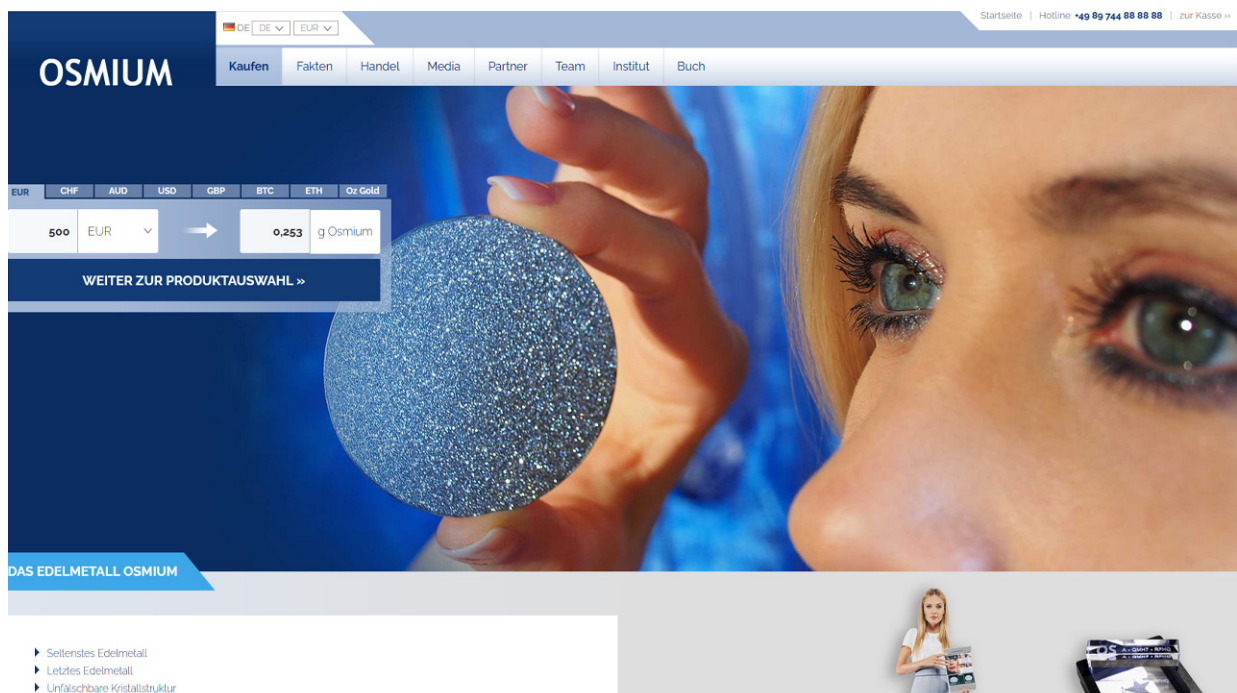 DE DE EUR
Startseite | Hotline: +49 89 744 88 88 88 | zur Kasse »
OSMIUM
Kaufen Fakten Handel Media Partner Team Institut Buch
EUR CHF AUD USD GBP BTC ETH Oz Gold
500 EUR 0,253 g Osmium
WEITER ZUR PRODUKTAUSWAHL »
DAS EDELMETALL OSMIUM
Seltenstes Edelmetall
Letztes Edelmetall
Unfälschbare Kristallstruktur